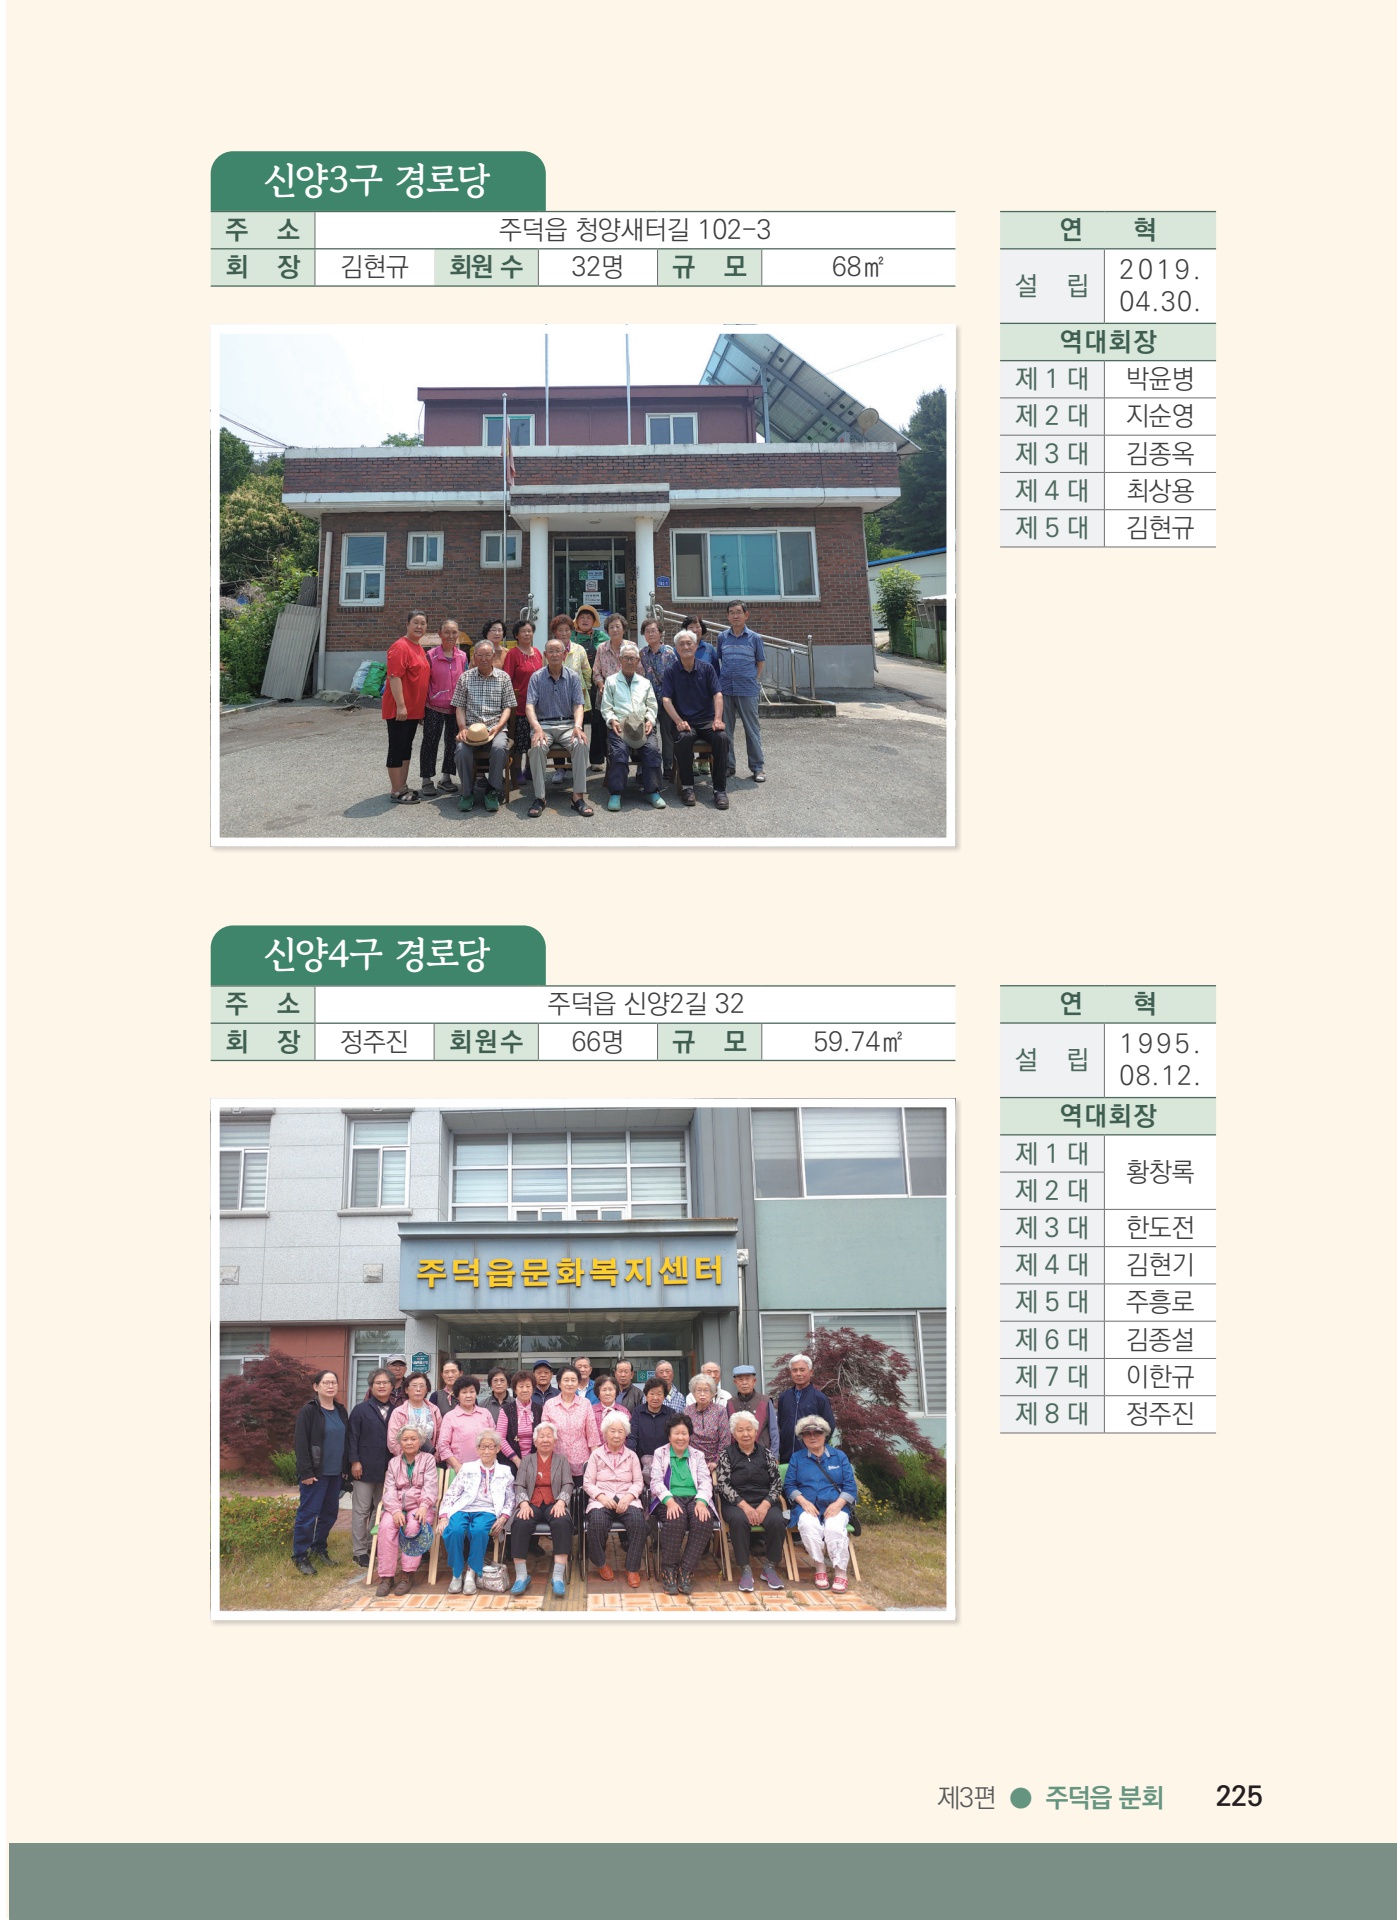 신양3구 경로당
주 소 주덕읍 청양새터길 102-3
회 장 김현규 회원 수 32명 규 모 68㎡
연 혁
설 립 2019.
04.30.
역대회장
제 1 대 박윤병
제 2 대 지순영
제 3 대 김종옥
제 4 대 최상용
제 5 대 김현규
신양4구 경로당
주 소 주덕읍 신양2길 32
회 장 정주진 회원수 66명 규 모 59.74㎡
주덕읍문화복지센터
연 혁
설 립 1995.
08.12.
역대회장
제 1 대 황창록
제 2 대
제 3 대 한도전
제 4 대 김현기
제 5 대 주흥로
제 6 대 김종설
제 7 대 이한규
제 8 대 정주진
제3편 ● 주덕읍 분회 225